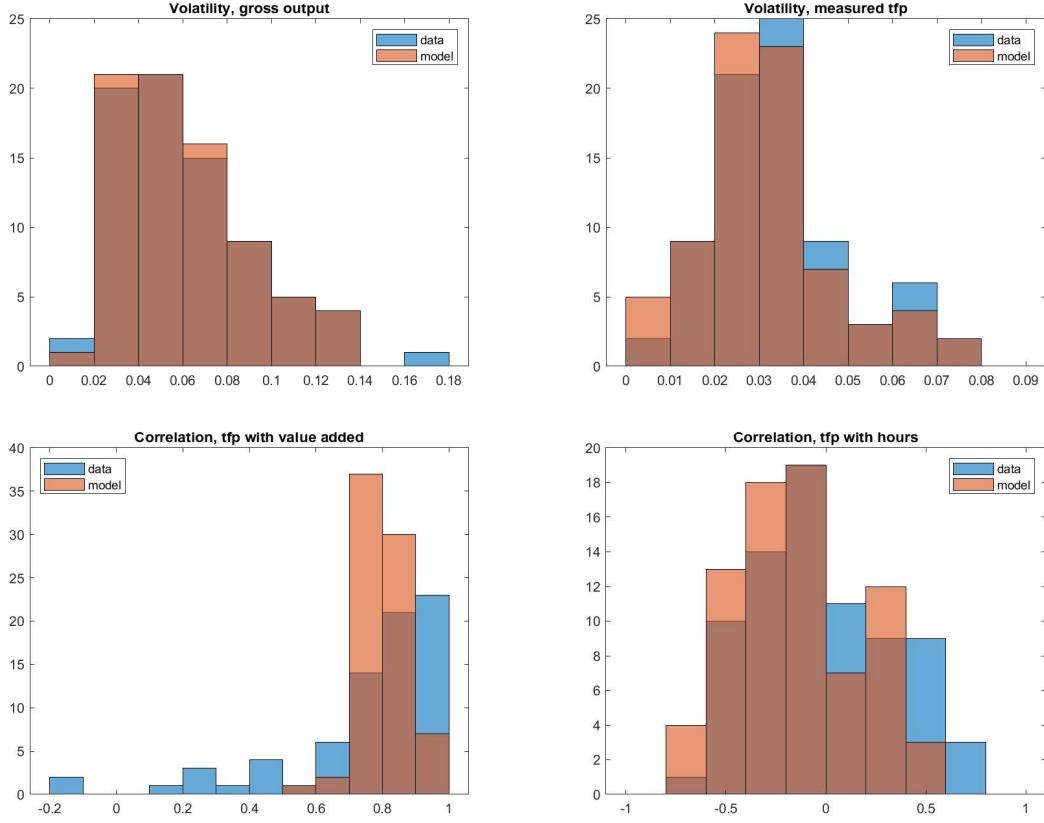 Volatility, gross output
25
20
15
10
5
0
0 0.02 0.04 0.06 0.08 0.1 0.12 0.14 0.16 0.18
data
model
Volatility, measured tfp
25
20
15
10
5
0
0 0.01 0.02 0.03 0.04 0.05 0.06 0.07 0.08 0.09
data
model
Correlation, tfp with value added
40
35
30
25
20
15
10
5
0
-0.2 0 0.2 0.4 0.6 0.8 1
data
model
Correlation, tfp with hours
20
18
16
14
12
10
8
6
4
2
0
-1 -0.5 0 0.5 1
data
model